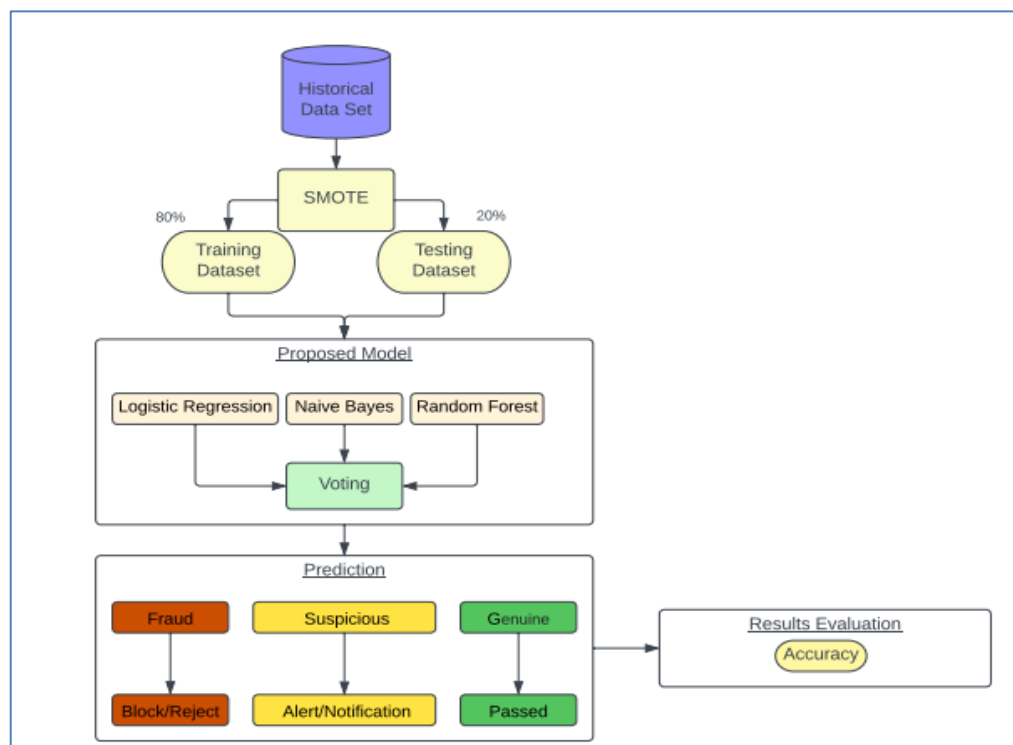 Historical
Data Set
SMOTE
80%
20%
Training
Dataset
Testing
Dataset
Proposed Model
Logistic Regression
Naive Bayes
Random Forest
Voting
Prediction
Fraud
Suspicious
Genuine
Block/Reject
Alert/Notification
Passed
Results Evaluation
Accuracy